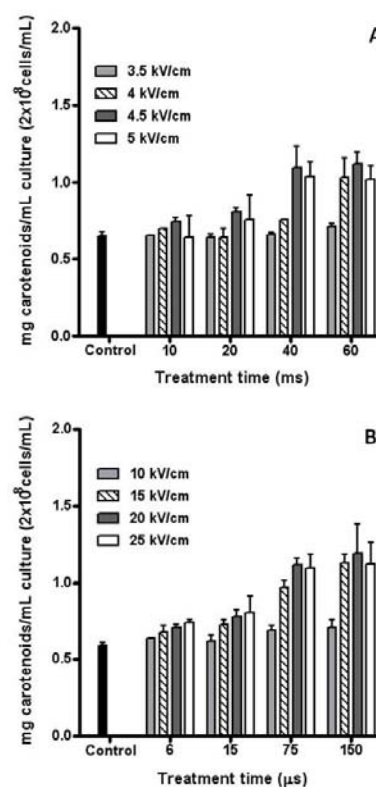 A
mg carotenoids/mL culture (2x10⁸cells/mL)
2.0
1.5
1.0
0.5
0.0
3.5 kV/cm
4 kV/cm
4.5 kV/cm
5 kV/cm
Control 10 20 40 60
Treatment time (ms)
B
mg carotenoids/mL culture (2x10⁸cells/mL)
2.0
1.5
1.0
0.5
0.0
10 kV/cm
15 kV/cm
20 kV/cm
25 kV/cm
Control 6 15 75 150
Treatment time (µs)